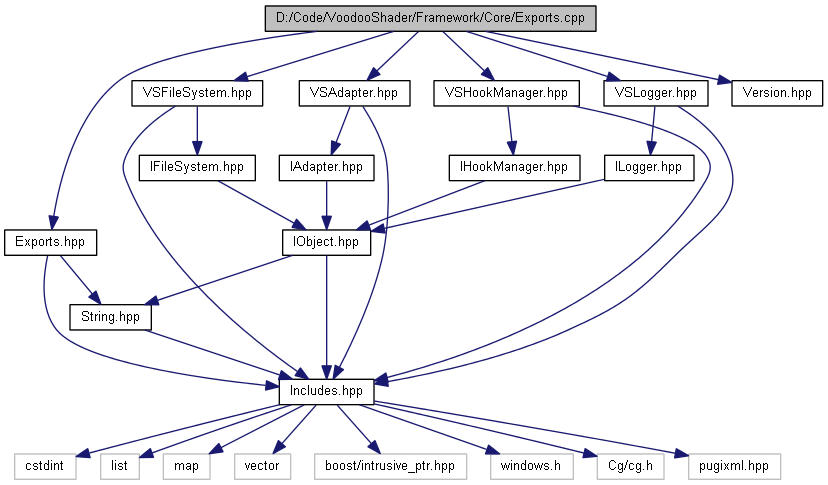 D:/Code/VoodooShader/Framework/Core/Exports.cpp
VSFileSystem.hpp
VSAdapter.hpp
VSHookManager.hpp
VSLogger.hpp
Version.hpp
IFileSystem.hpp
IAdapter.hpp
IHookManager.hpp
ILogger.hpp
Exports.hpp
IObject.hpp
String.hpp
Includes.hpp
cstdint
list
map
vector
boost/intrusive_ptr.hpp
windows.h
Cg/cg.h
pugixml.hpp